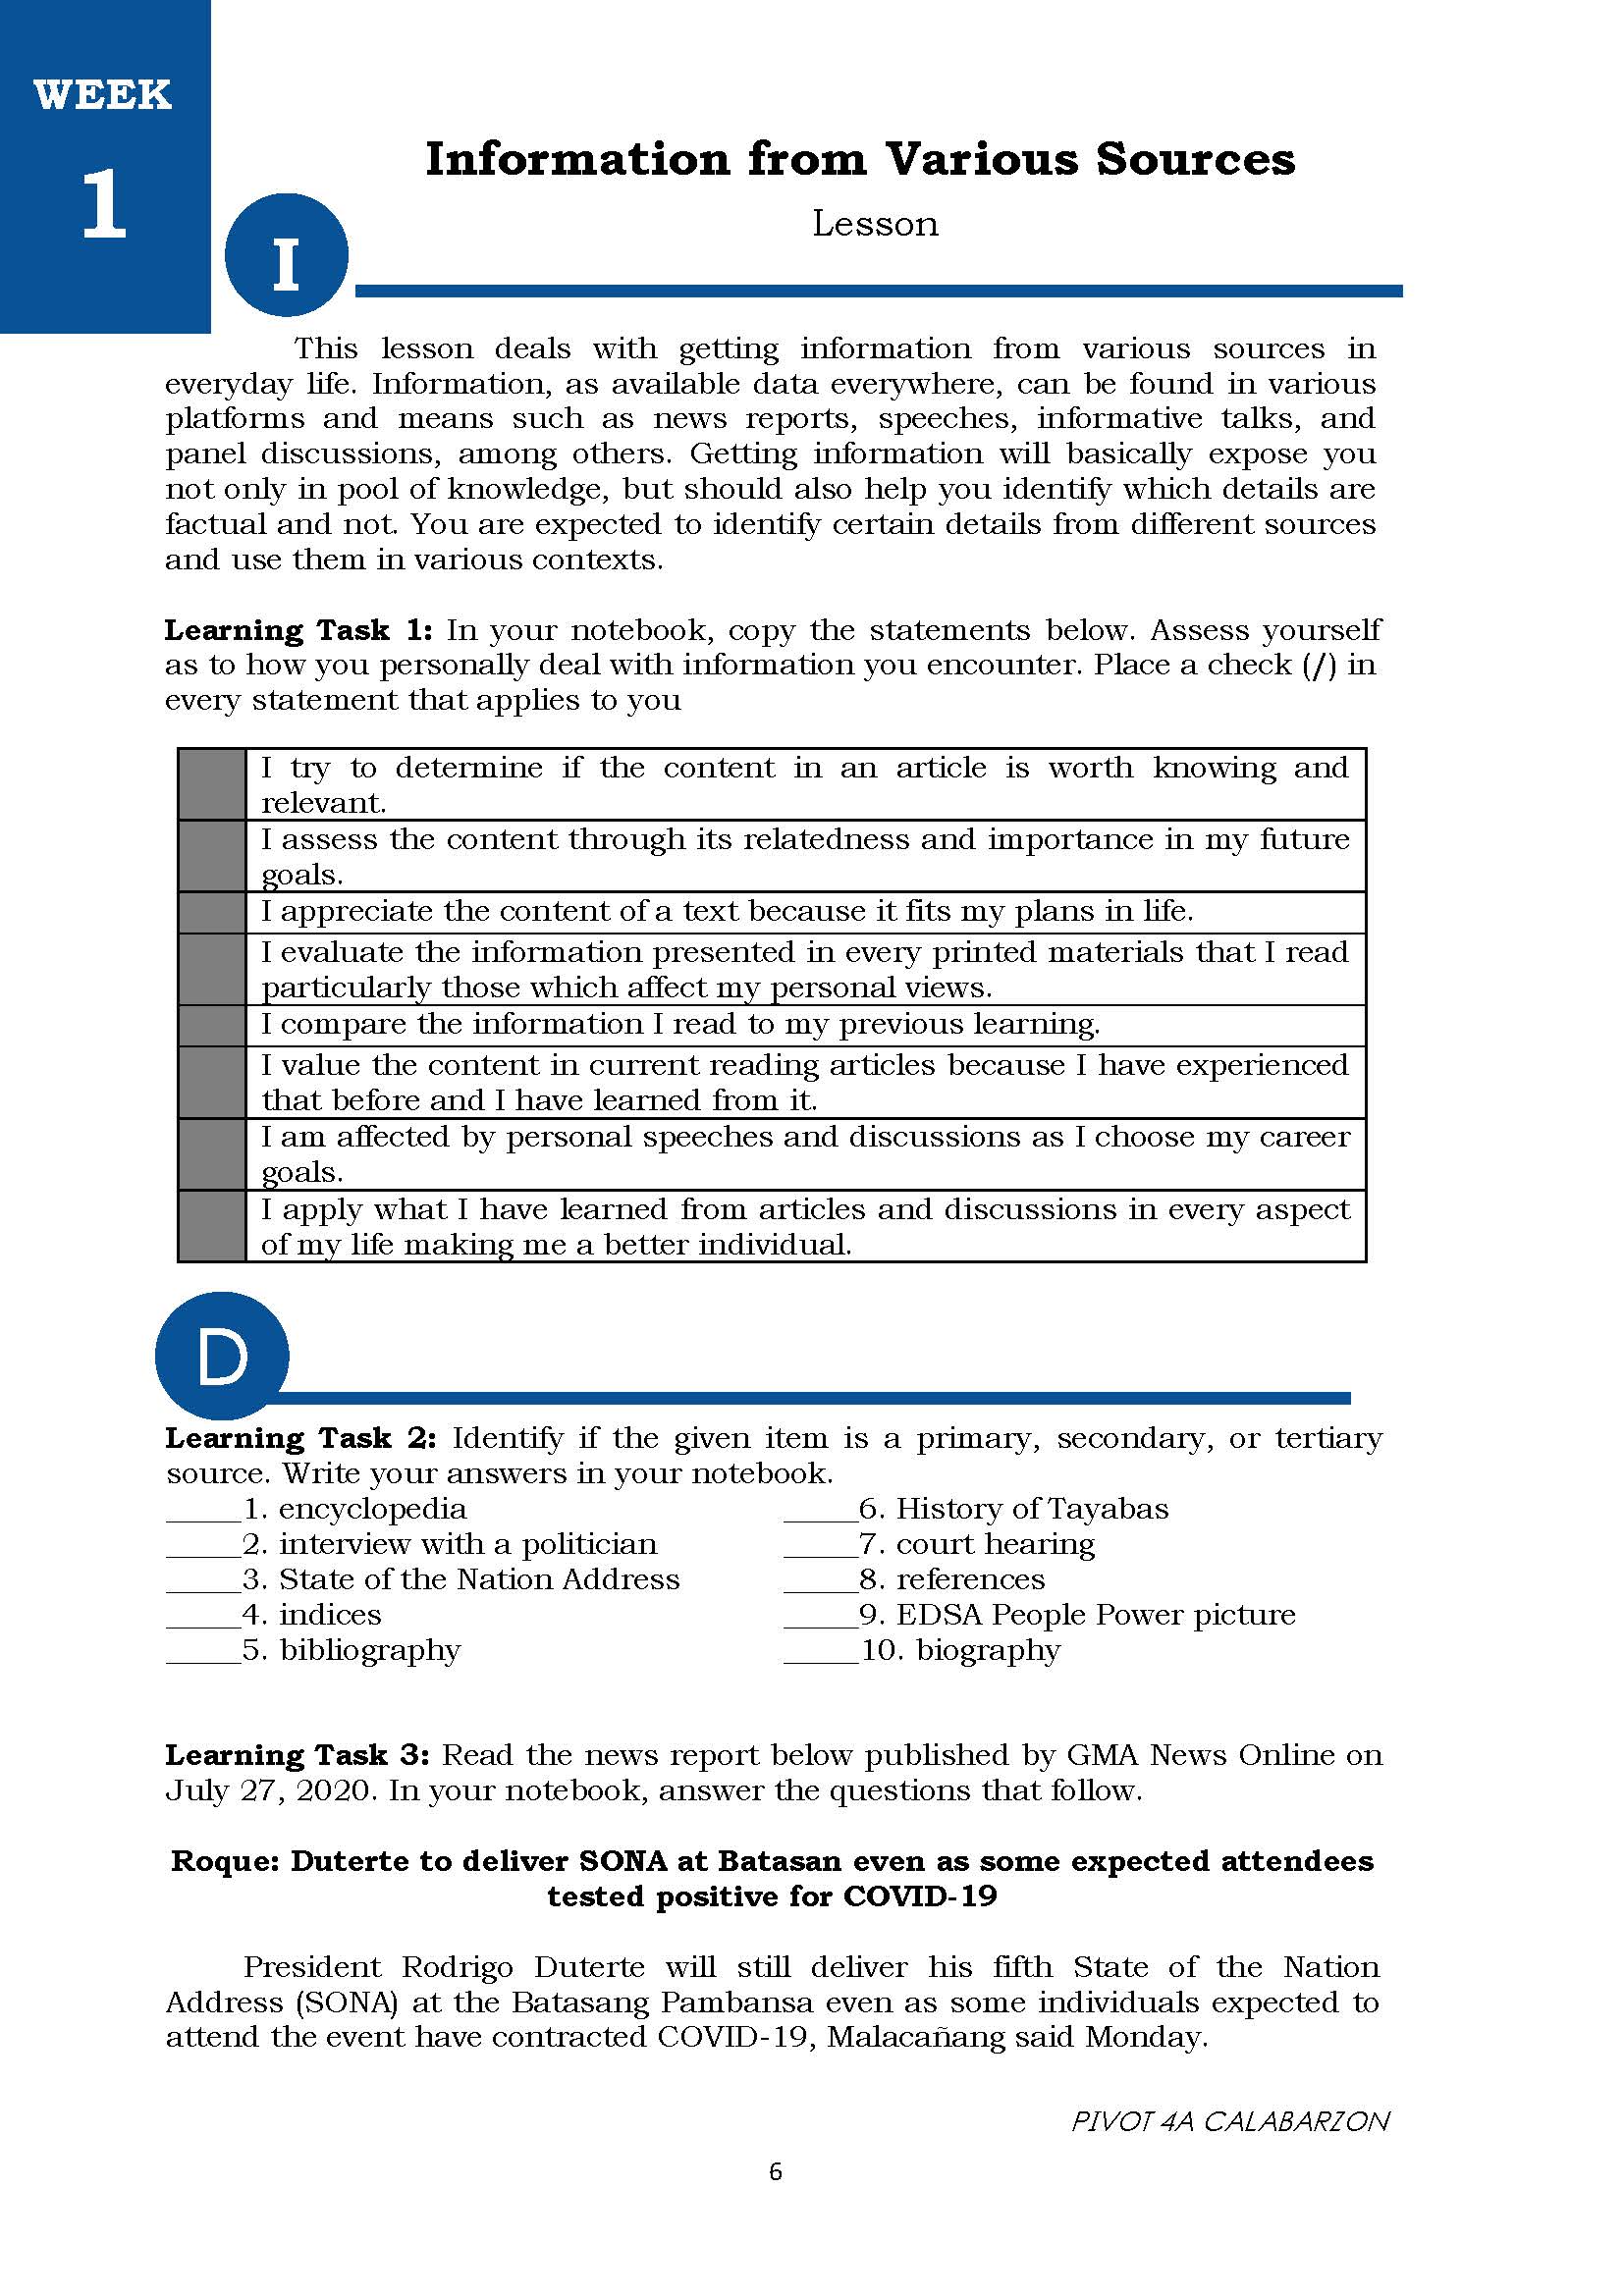 WEEK
1
Information from Various Sources
Lesson
I
This lesson deals with getting information from various sources in
everyday life. Information, as available data everywhere, can be found in various
platforms and means such as news reports, speeches, informative talks, and
panel discussions, among others. Getting information will basically expose you
not only in pool of knowledge, but should also help you identify which details are
factual and not. You are expected to identify certain details from different sources
and use them in various contexts.
Learning Task 1: In your notebook, copy the statements below. Assess yourself
as to how you personally deal with information you encounter. Place a check (/) in
every statement that applies to you
I try to determine if the content in an article is worth knowing and
relevant.
I assess the content through its relatedness and importance in my future
goals.
I appreciate the content of a text because it fits my plans in life.
I evaluate the information presented in every printed materials that I read
particularly those which affect my personal views.
I compare the information I read to my previous learning.
I value the content in current reading articles because I have experienced
that before and I have learned from it.
I am affected by personal speeches and discussions as I choose my career
goals.
I apply what I have learned from articles and discussions in every aspect
of my life making me a better individual.
D
Learning Task 2: Identify if the given item is a primary, secondary, or tertiary
source. Write your answers in your notebook.
_____1. encyclopedia
_____2. interview with a politician
_____3. State of the Nation Address
_____4. indices
_____5. bibliography
_____6. History of Tayabas
_____7. court hearing
_____8. references
_____9. EDSA People Power picture
_____10. biography
Learning Task 3: Read the news report below published by GMA News Online on
July 27, 2020. In your notebook, answer the questions that follow.
Roque: Duterte to deliver SONA at Batasan even as some expected attendees
tested positive for COVID-19
President Rodrigo Duterte will still deliver his fifth State of the Nation
Address (SONA) at the Batasang Pambansa even as some individuals expected to
attend the event have contracted COVID-19, Malacañang said Monday.
PIVOT 4A CALABARZON
6